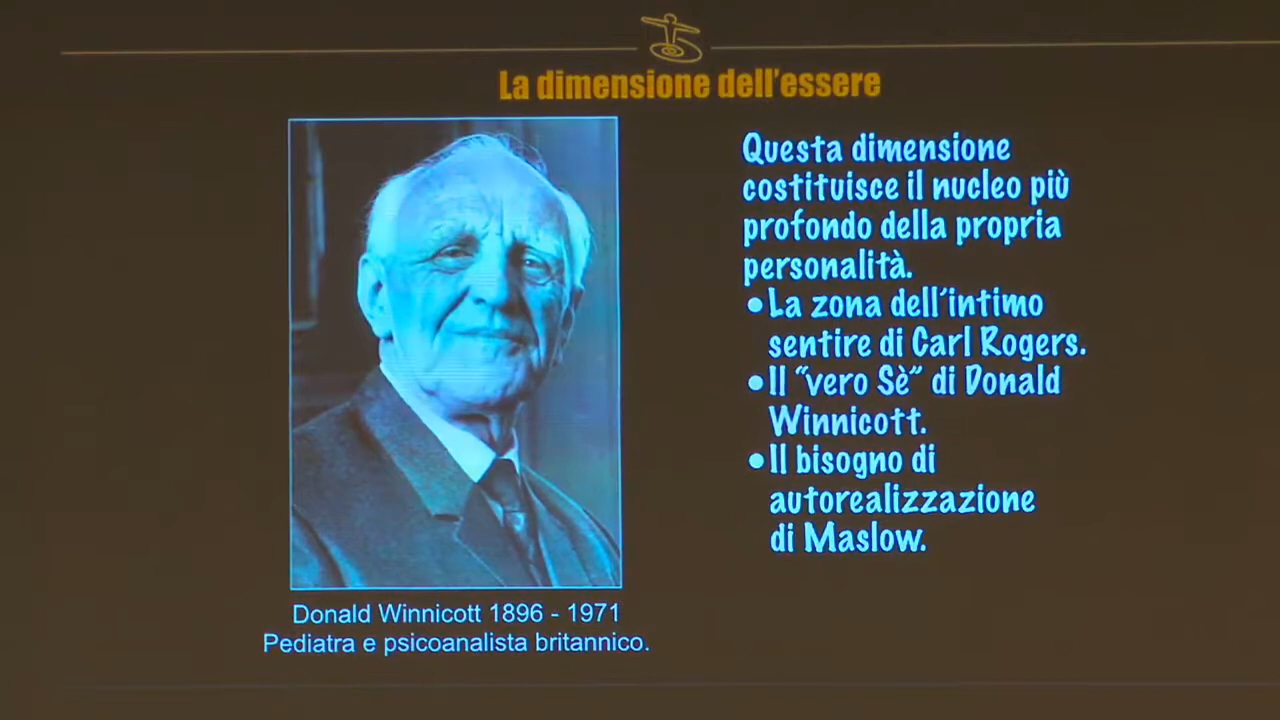 La dimensione dell'essere
Questa dimensione
costituisce il nucleo più
profondo della propria
personalità.
•La zona dell´intimo
sentire di Carl Rogers.
•Il “vero Sè” di Donald
Winnicott.
•Il bisogno di
autorealizzazione
di Maslow.
Donald Winnicott 1896 - 1971
Pediatra e psicoanalista britannico.